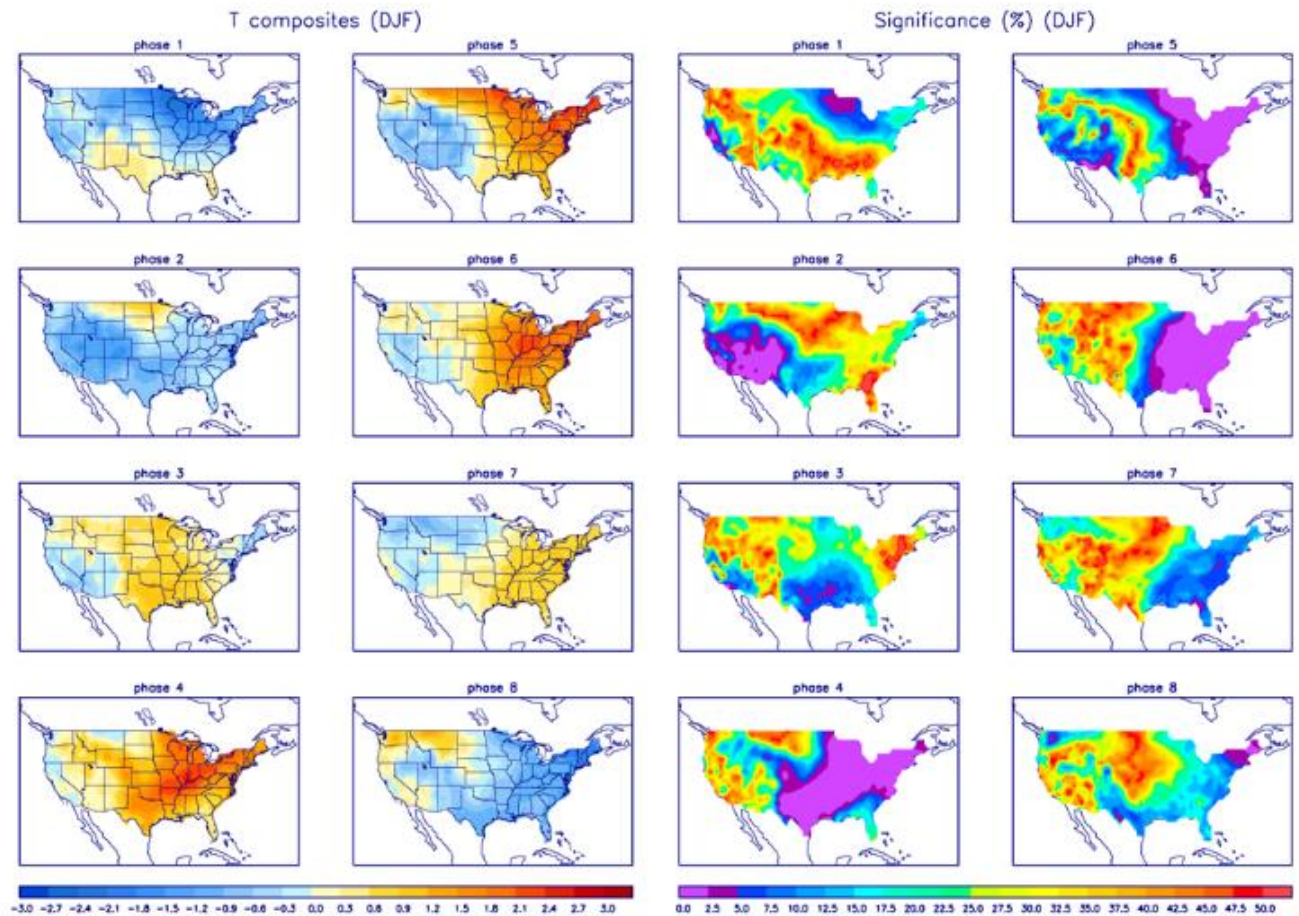 T composites (DJF) Significance (%) (DJF)
phase 1 phase 5 phase 1 phase 5
phase 2 phase 6 phase 2 phase 6
phase 3 phase 7 phase 3 phase 7
phase 4 phase 8 phase 4 phase 8
-3.0 -2.7 -2.4 -2.1 -1.8 -1.5 -1.2 -0.9 -0.6 -0.3 0.0 0.3 0.6 0.9 1.2 1.5 1.8 2.1 2.4 2.7 3.0 0.0 2.5 5.0 7.5 10.0 12.5 15.0 17.5 20.0 22.5 25.0 27.5 30.0 32.5 35.0 37.5 40.0 42.5 45.0 47.5 50.0